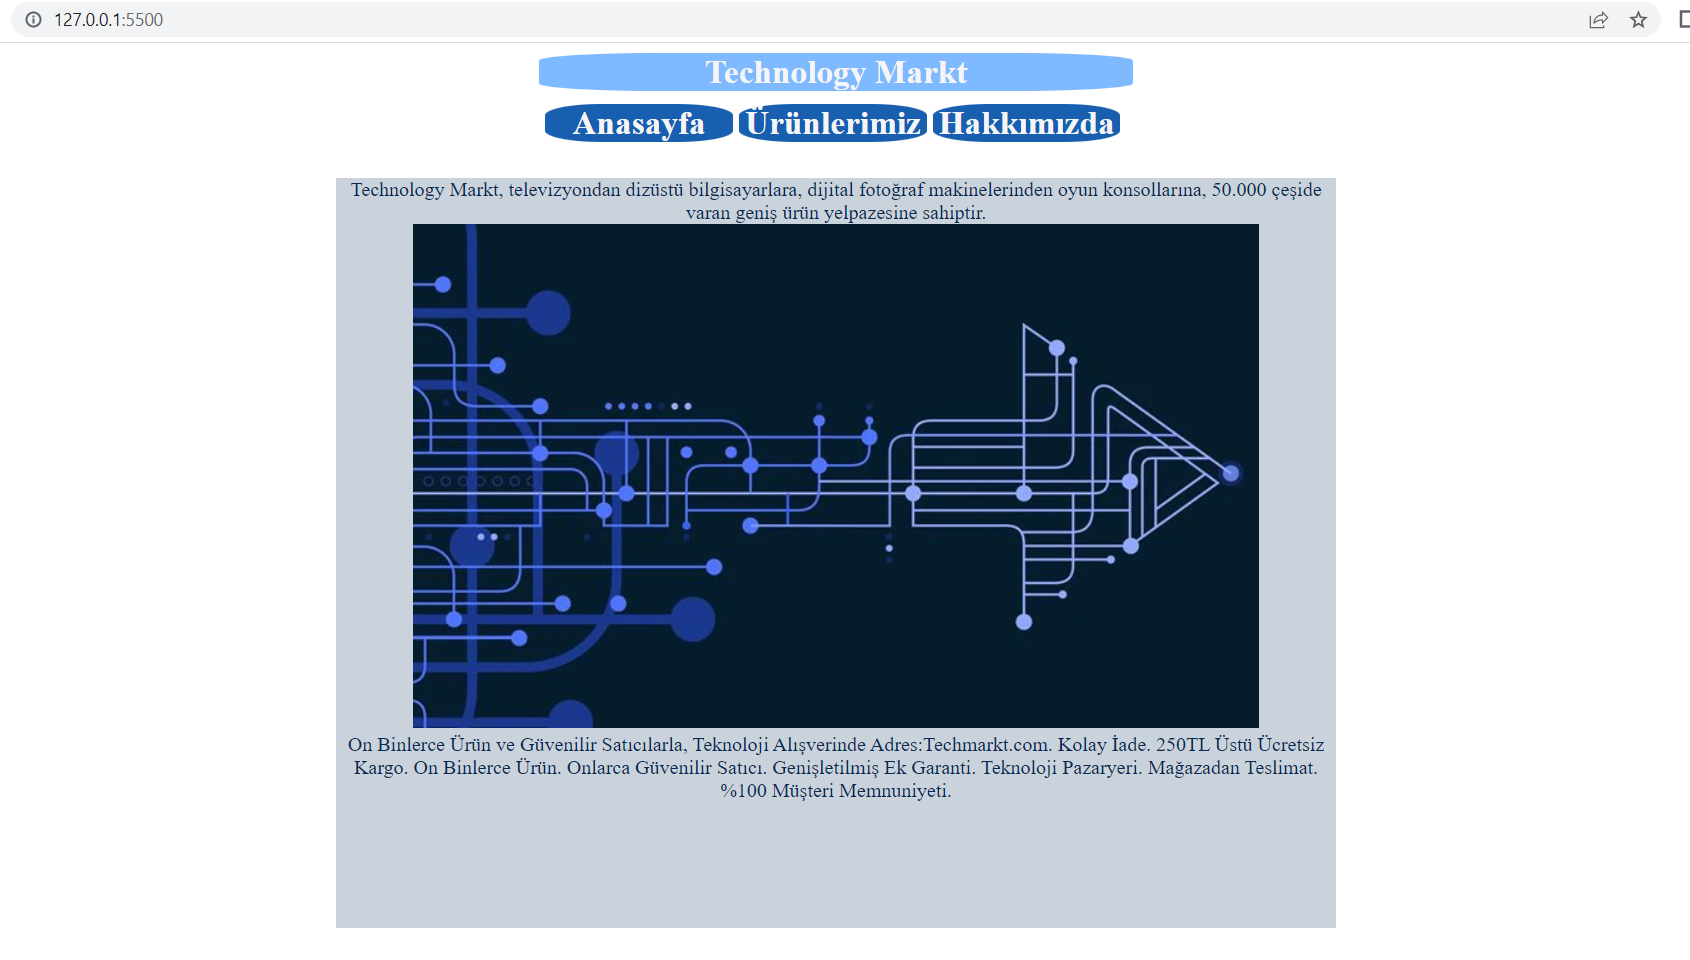 127.0.0.1:5500
Technology Markt
Anasayfa Ürünlerimiz Hakkımızda
Technology Markt, televizyondan dizüstü bilgisayarlara, dijital fotoğraf makinelerinden oyun konsollarına, 50.000 çeşide
varan geniş ürün yelpazesine sahiptir.
On Binlerce Ürün ve Güvenilir Satıcılarla, Teknoloji Alışverinde Adres:Techmarkt.com. Kolay İade. 250TL Üstü Ücretsiz
Kargo. On Binlerce Ürün. Onlarca Güvenilir Satıcı. Genişletilmiş Ek Garanti. Teknoloji Pazaryeri. Mağazadan Teslimat.
%100 Müşteri Memnuniyeti.